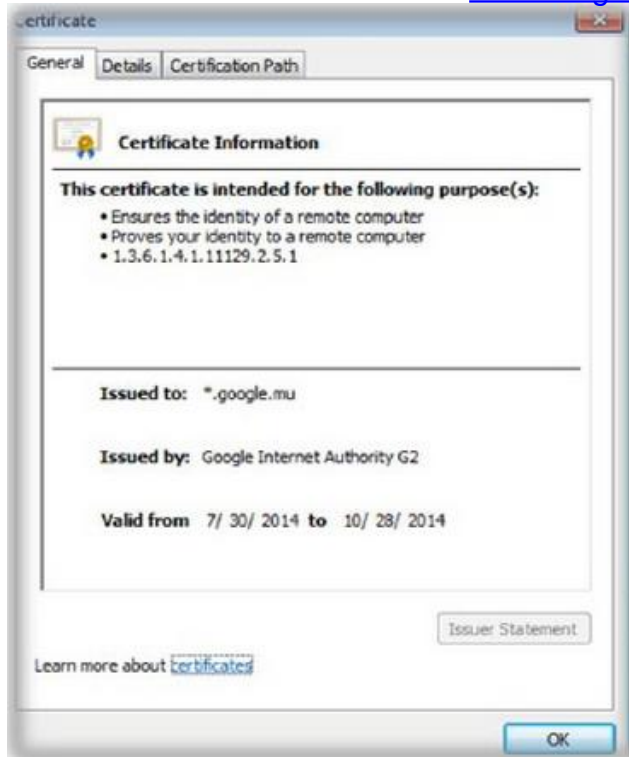 Certificate
General Details Certification Path
Certificate Information
This certificate is intended for the following purpose(s):
• Ensures the identity of a remote computer
• Proves your identity to a remote computer
• 1.3.6.1.4.1.11129.2.5.1
Issued to: *.google.mu
Issued by: Google Internet Authority G2
Valid from 7/ 30/ 2014 to 10/ 28/ 2014
Issuer Statement
Learn more about certificates
OK